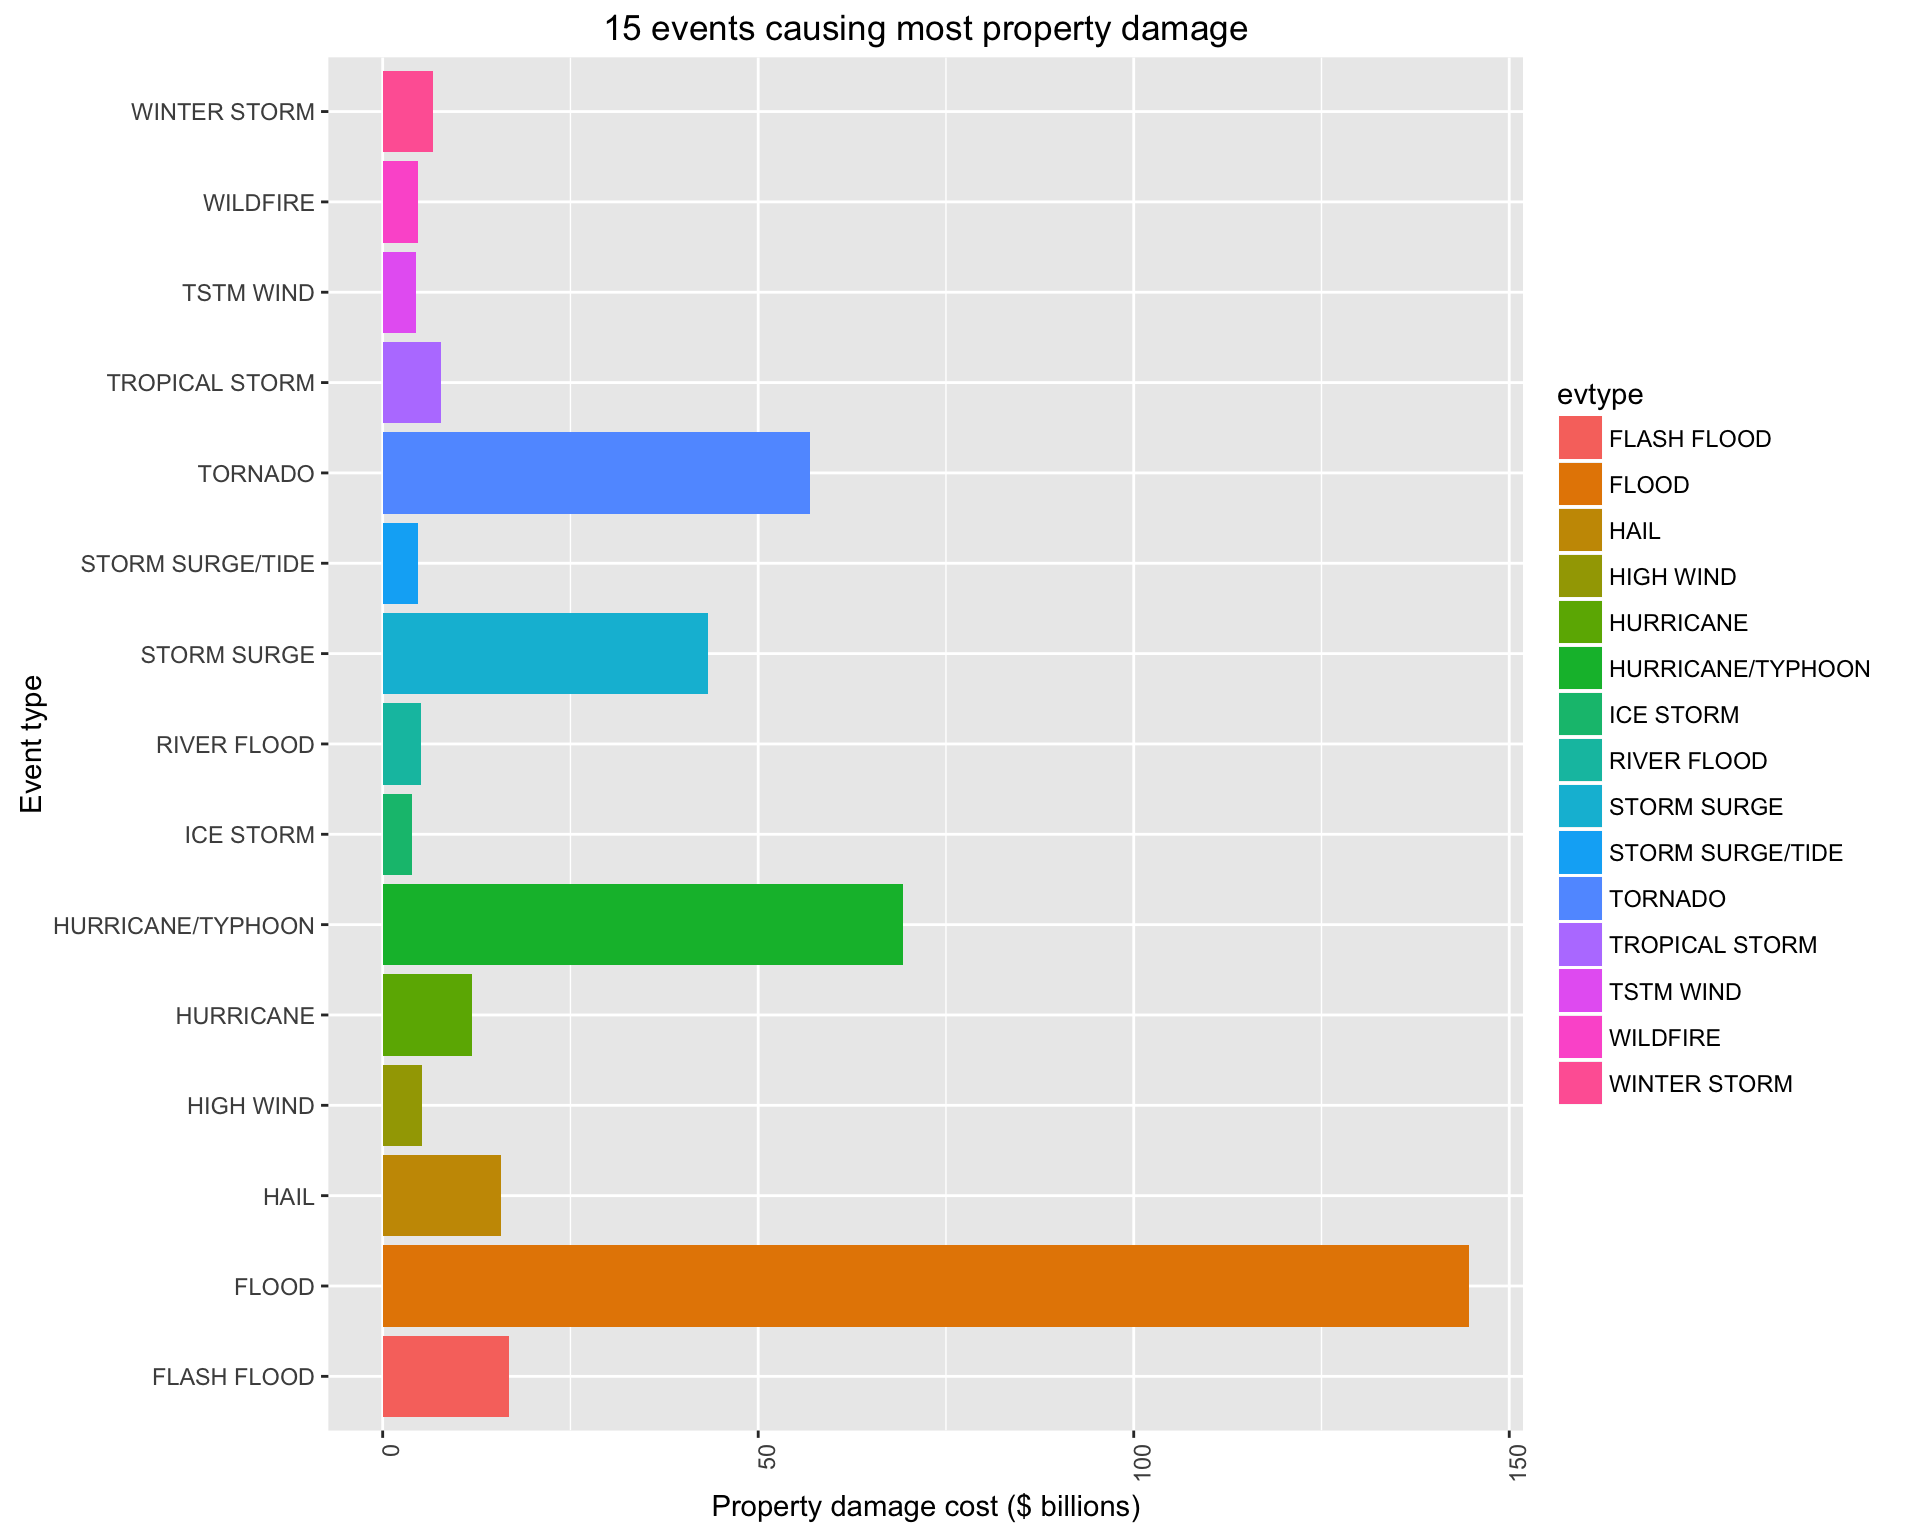 15 events causing most property damage
WINTER STORM
WILDFIRE
TSTM WIND
TROPICAL STORM
TORNADO
STORM SURGE/TIDE
STORM SURGE
RIVER FLOOD
ICE STORM
HURRICANE/TYPHOON
HURRICANE
HIGH WIND
HAIL
FLOOD
FLASH FLOOD
Event type
0
50
100
150
Property damage cost ($ billions)
evtype
FLASH FLOOD
FLOOD
HAIL
HIGH WIND
HURRICANE
HURRICANE/TYPHOON
ICE STORM
RIVER FLOOD
STORM SURGE
STORM SURGE/TIDE
TORNADO
TROPICAL STORM
TSTM WIND
WILDFIRE
WINTER STORM